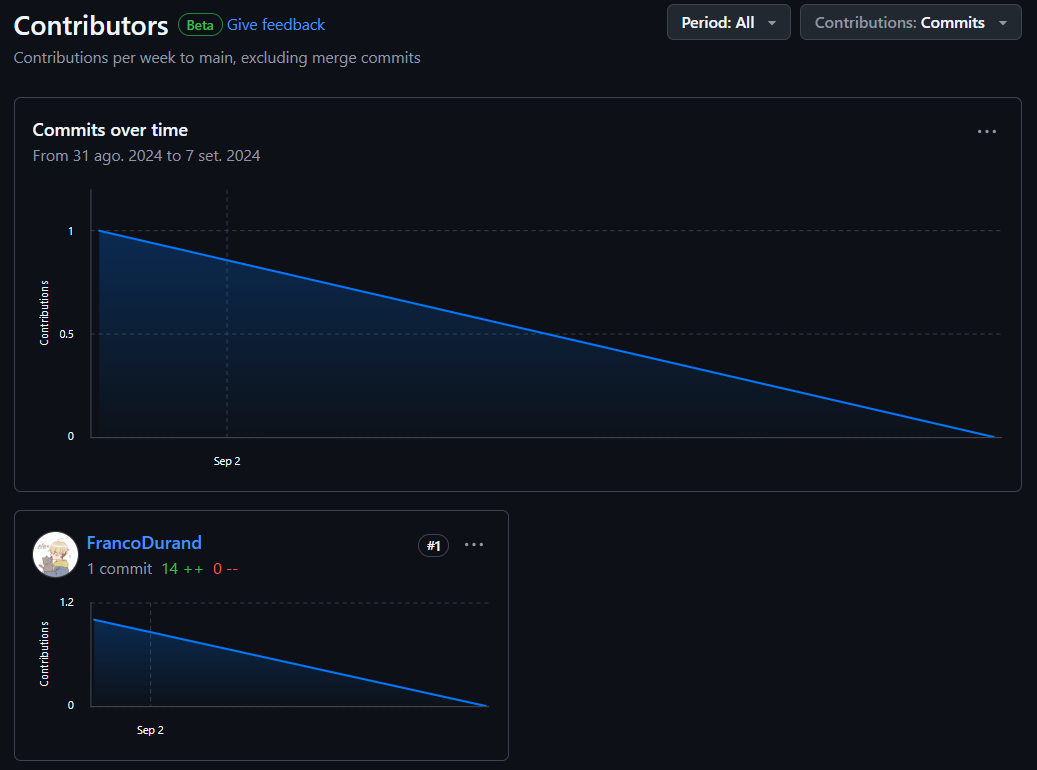 Contributors Beta Give feedback
Period: All
Contributions: Commits
Contributions per week to main, excluding merge commits
Commits over time
From 31 ago. 2024 to 7 set. 2024
Contributions
1
0.5
0
Sep 2
FrancoDurand
#1
1 commit 14 ++ 0 --
Contributions
1.2
0
Sep 2